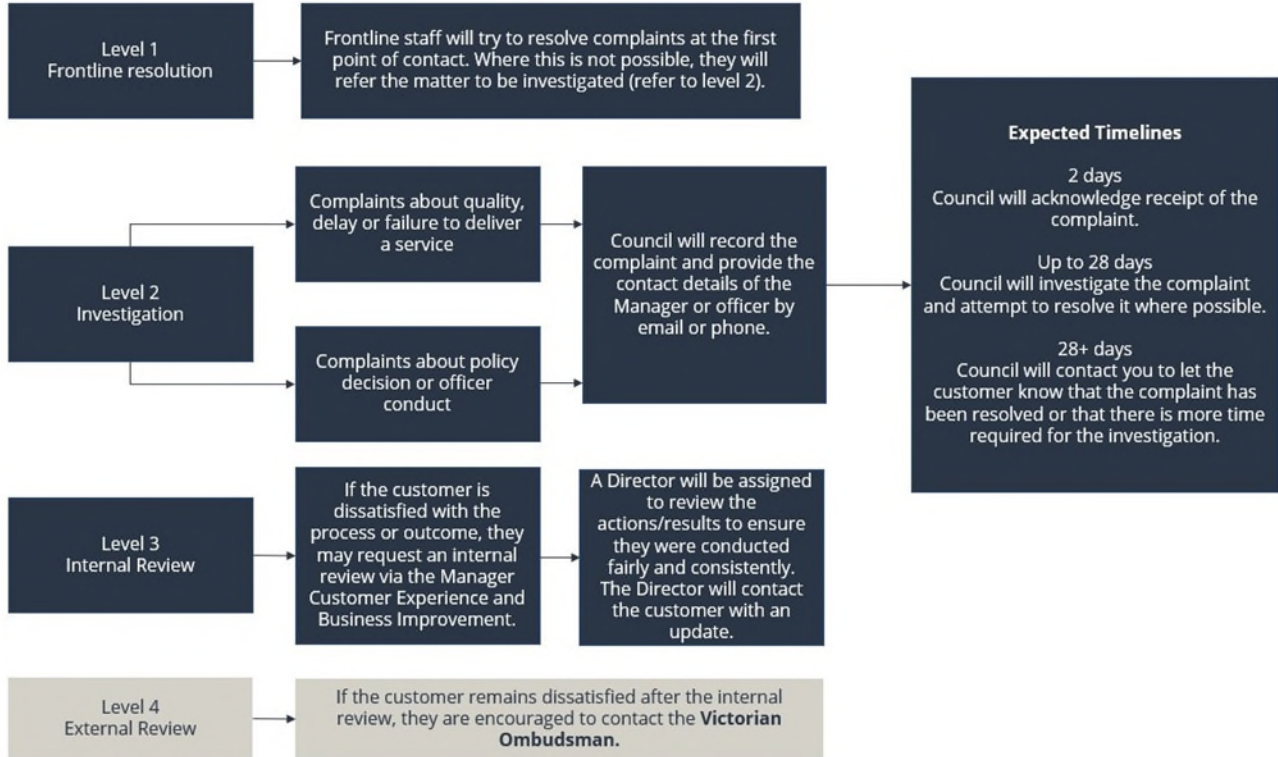 Level 1
Frontline resolution
Frontline staff will try to resolve complaints at the first
point of contact. Where this is not possible, they will
refer the matter to be investigated (refer to level 2).
Level 2
Investigation
Complaints about quality,
delay or failure to deliver
a service
Complaints about policy
decision or officer
conduct
Council will record the
complaint and provide the
contact details of the
Manager or officer by
email or phone.
Expected Timelines
2 days
Council will acknowledge receipt of the
complaint.
Up to 28 days
Council will investigate the complaint
and attempt to resolve it where possible.
28+ days
Council will contact you to let the
customer know that the complaint has
been resolved or that there is more time
required for the investigation.
Level 3
Internal Review
If the customer is
dissatisfied with the
process or outcome, they
may request an internal
review via the Manager
Customer Experience and
Business Improvement.
A Director will be assigned
to review the
actions/results to ensure
they were conducted
fairly and consistently.
The Director will contact
the customer with an
update.
Level 4
External Review
If the customer remains dissatisfied after the internal
review, they are encouraged to contact the Victorian
Ombudsman.